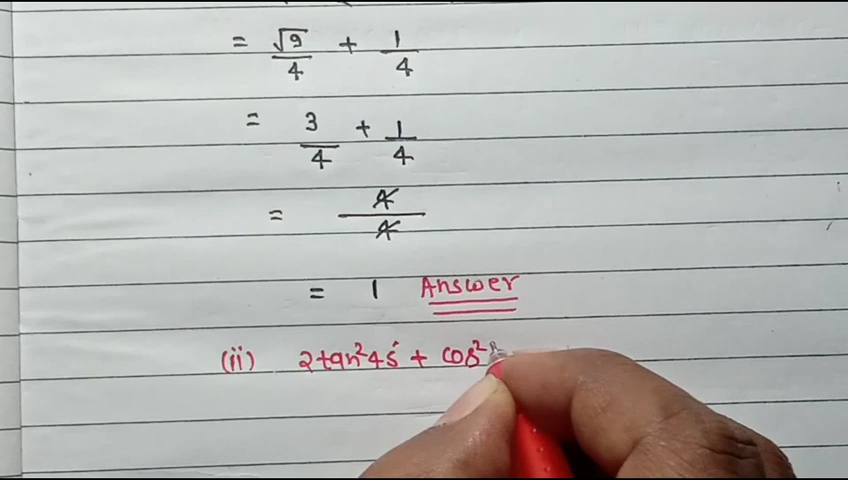 = √9/4 + 1/4
= 3/4 + 1/4
= 4/4
= 1 Answer
(ii) 2tan²45° + cos²